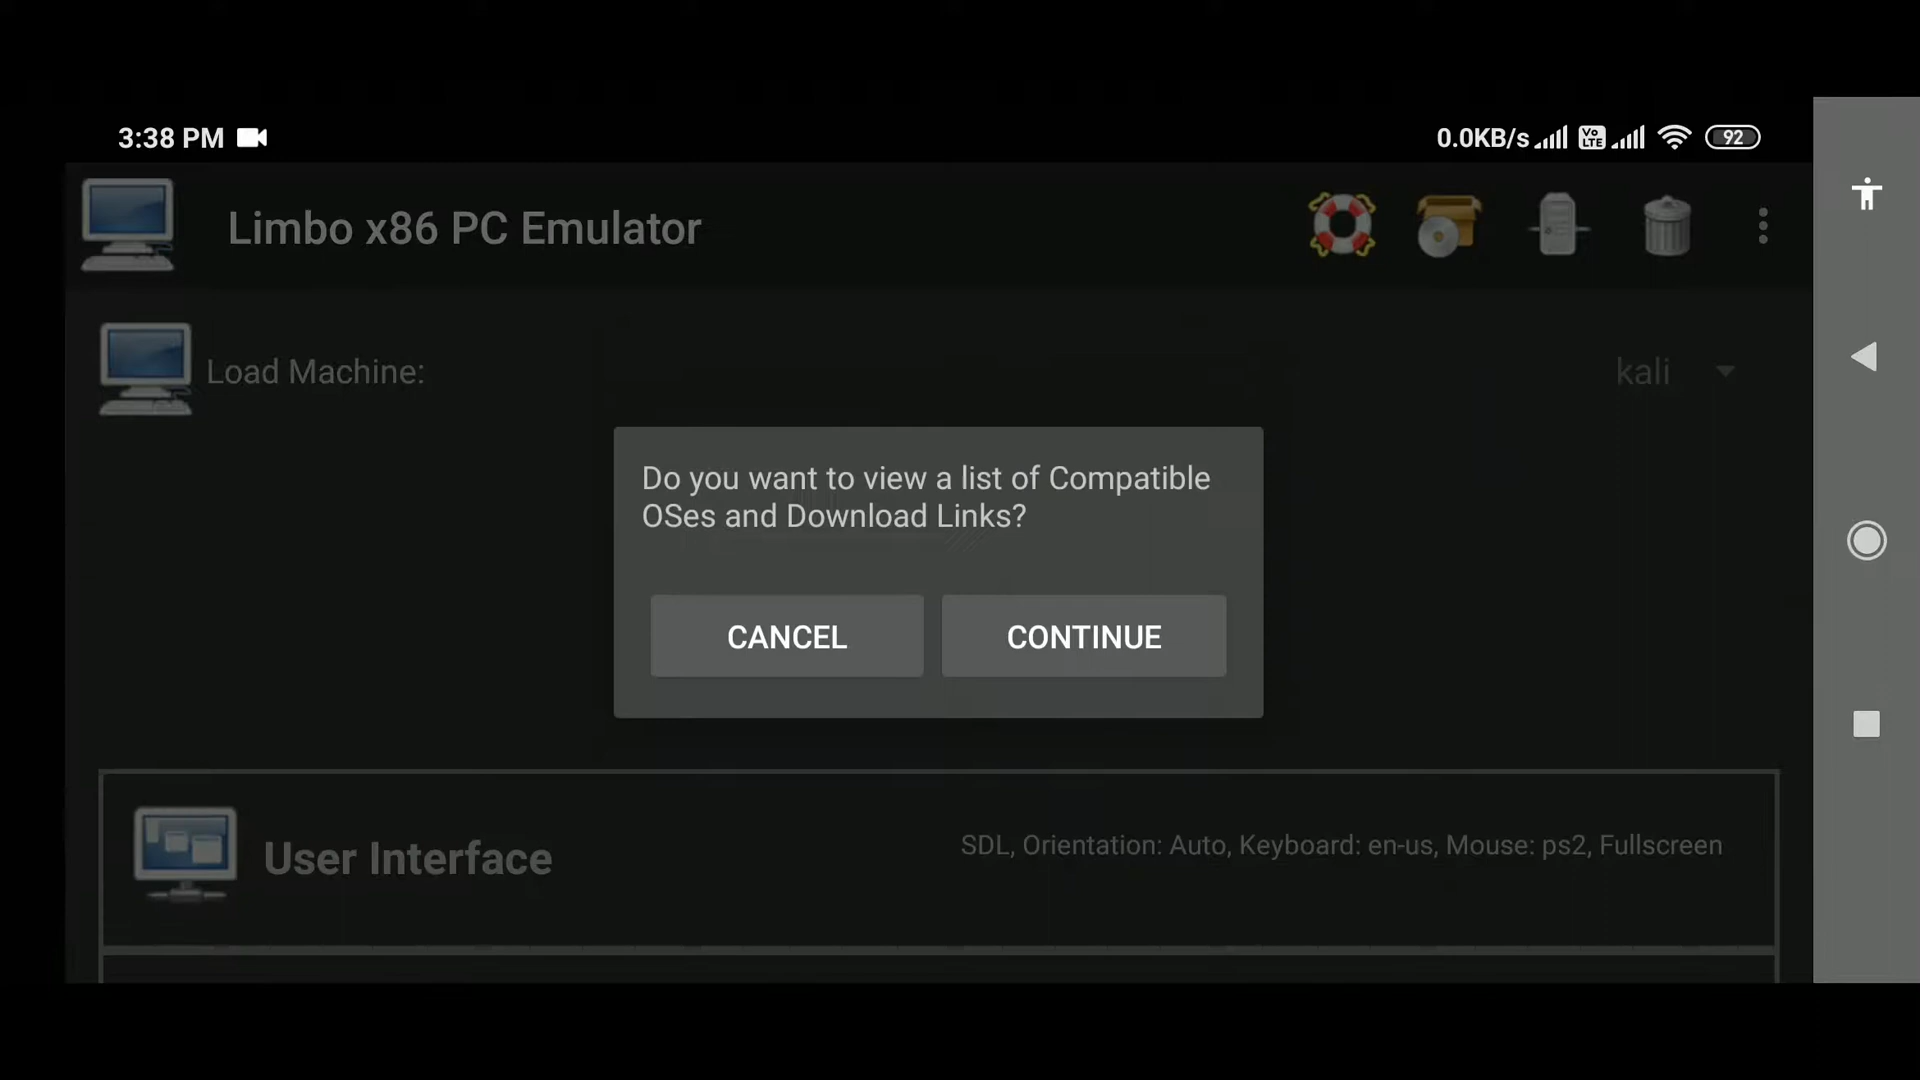 3:38 PM
0.0KB/s Vo LTE 92
Limbo x86 PC Emulator
Load Machine:
kali
Do you want to view a list of Compatible
OSes and Download Links?
CANCEL
CONTINUE
User Interface
SDL, Orientation: Auto, Keyboard: en-us, Mouse: ps2, Fullscreen